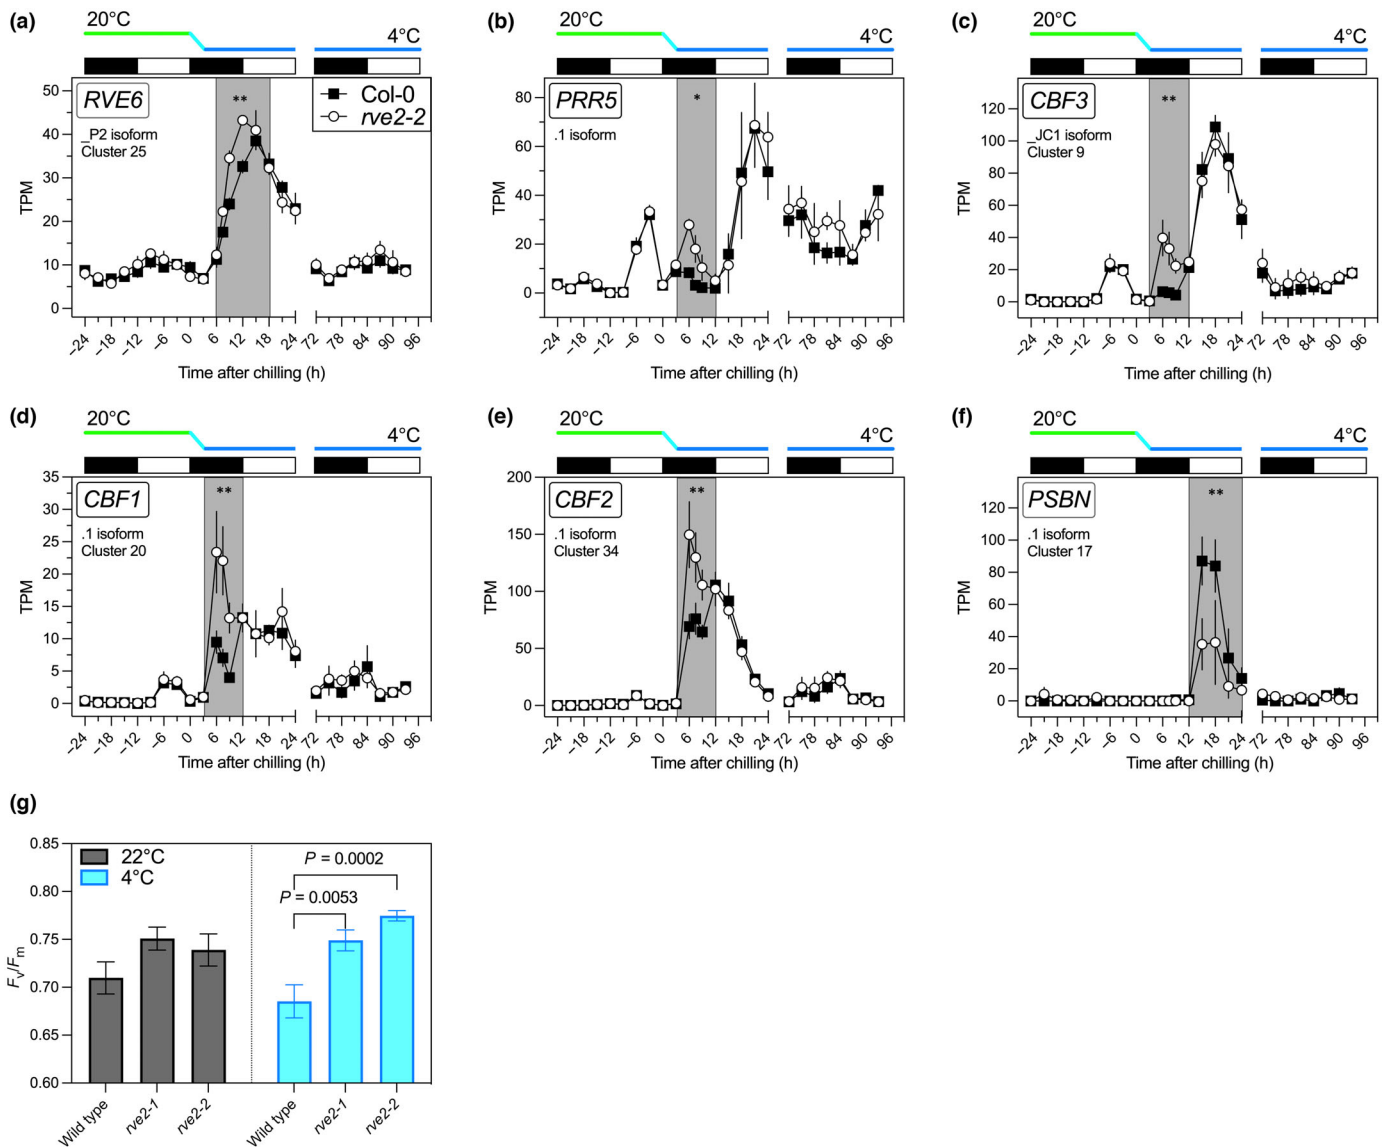 (a)
20°C
4°C
RVE6
_P2 isoform
Cluster 25
**
Col-0
rve2-2
TPM
50
40
30
20
10
0
–24 –18 –12 –6 0 6 12 18 24 72 78 84 90 96
Time after chilling (h)
(b)
20°C
4°C
PRR5
.1 isoform
*
TPM
80
60
40
20
0
–24 –18 –12 –6 0 6 12 18 24 72 78 84 90 96
Time after chilling (h)
(c)
20°C
4°C
CBF3
_JC1 isoform
Cluster 9
**
TPM
120
100
80
60
40
20
0
–24 –18 –12 –6 0 6 12 18 24 72 78 84 90 96
Time after chilling (h)
(d)
20°C
4°C
CBF1
.1 isoform
Cluster 20
**
TPM
35
30
25
20
15
10
5
0
–24 –18 –12 –6 0 6 12 18 24 72 78 84 90 96
Time after chilling (h)
(e)
20°C
4°C
CBF2
.1 isoform
Cluster 34
**
TPM
200
150
100
50
0
–24 –18 –12 –6 0 6 12 18 24 72 78 84 90 96
Time after chilling (h)
(f)
20°C
4°C
PSBN
.1 isoform
Cluster 17
**
TPM
120
100
80
60
40
20
0
–24 –18 –12 –6 0 6 12 18 24 72 78 84 90 96
Time after chilling (h)
(g)
22°C
4°C
P = 0.0002
P = 0.0053
Fv/Fm
0.85
0.80
0.75
0.70
0.65
0.60
Wild type rve2-1 rve2-2 Wild type rve2-1 rve2-2